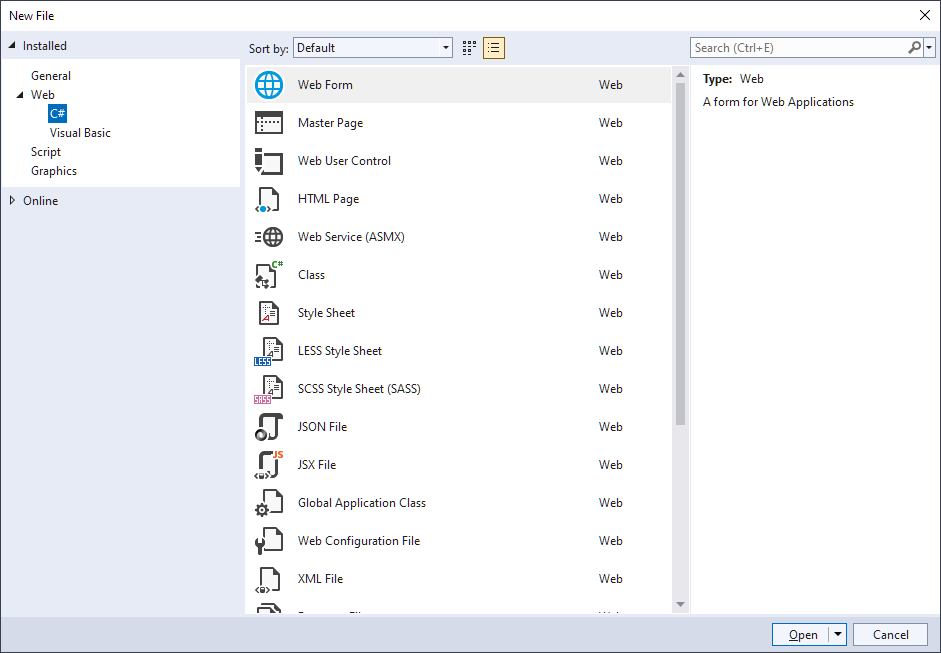 New File
Installed
General
Web
C#
Visual Basic
Script
Graphics
Online
Sort by: Default
Search (Ctrl+E)
Web Form Web
Master Page Web
Web User Control Web
HTML Page Web
Web Service (ASMX) Web
C#
Class Web
Style Sheet Web
LESS
LESS Style Sheet Web
SASS
SCSS Style Sheet (SASS) Web
JSON File Web
JS
JSX File Web
Global Application Class Web
Web Configuration File Web
XML File Web
Type: Web
A form for Web Applications
Open
Cancel